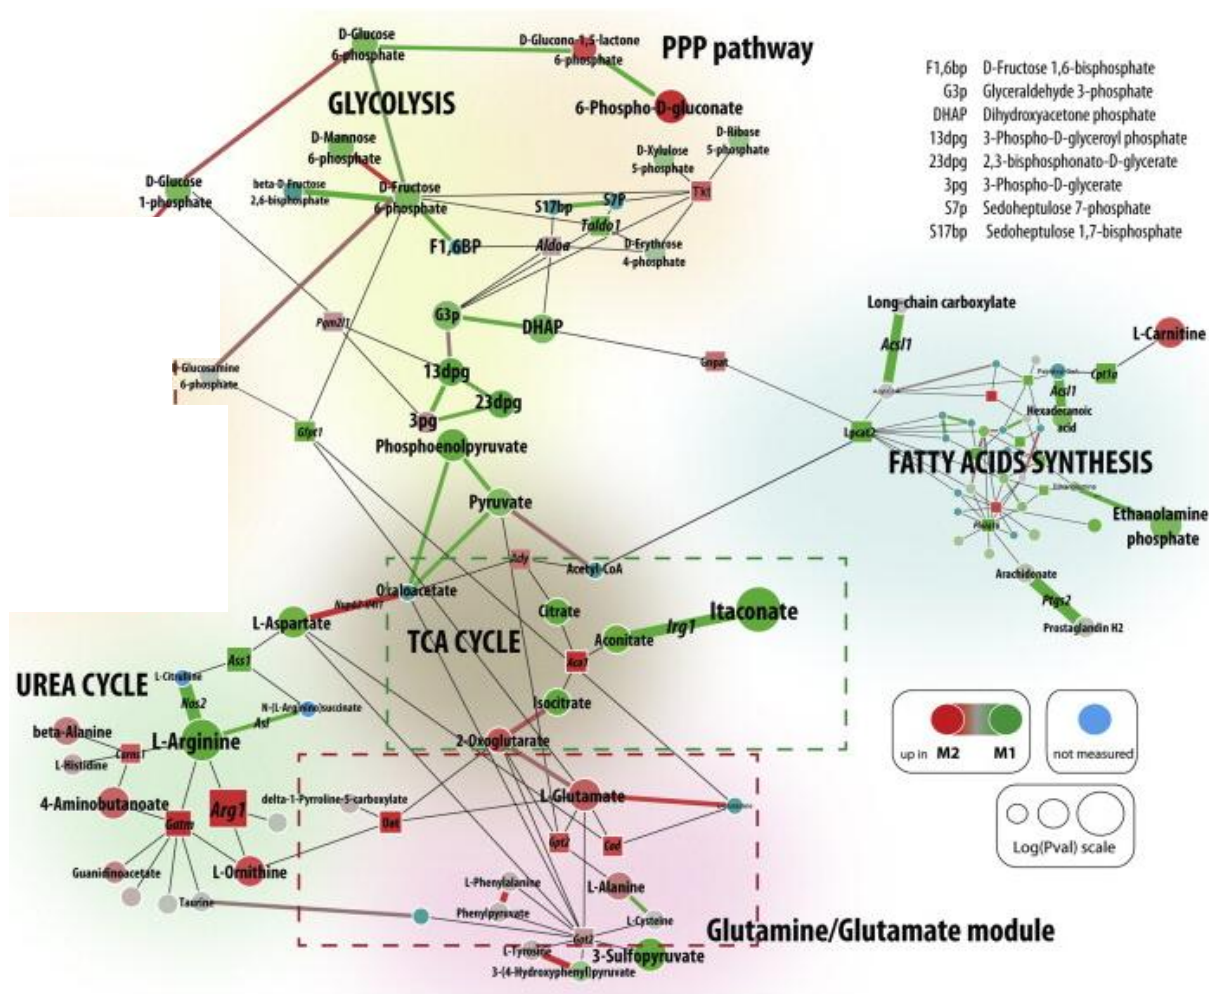 D-Glucose
6-phosphate
D-Glucono-1,5-lactone
6-phosphate
PPP pathway
6-Phospho-D-gluconate
GLYCOLYSIS
D-Mannose
6-phosphate
D-Ribose
5-phosphate
D-Xylulose
5-phosphate
F1,6bp D-Fructose 1,6-bisphosphate
G3p Glyceraldehyde 3-phosphate
DHAP Dihydroxyacetone phosphate
13dpg 3-Phospho-D-glyceroyl phosphate
23dpg 2,3-bisphosphonato-D-glycerate
3pg 3-Phospho-D-glycerate
S7p Sedoheptulose 7-phosphate
S17bp Sedoheptulose 1,7-bisphosphate
D-Glucose
1-phosphate
beta-D-Fructose
2,6-bisphosphate
D-Fructose
6-phosphate
Tkt
S17bp
S7P
Taldo1
F1,6BP
Aldoa
D-Erythrose
4-phosphate
Pgm2l1
G3p
DHAP
Long-chain carboxylate
Acsl1
L-Carnitine
D-Glucosamine
6-phosphate
13dpg
Gnpat
Cpt1a
Acsl1
23dpg
3pg
Hexadecanoic
acid
Gfpt1
Lpcat2
Phosphoenolpyruvate
FATTY ACIDS SYNTHESIS
Pyruvate
Ethanolamine
phosphate
Acly
Acetyl-CoA
Arachidonate
Oxaloacetate
Ptgs2
Prostaglandin H2
L-Aspartate
TCA CYCLE
Citrate
Aconitate
Irg1
Itaconate
Ass1
Aco1
UREA CYCLE
L-Citrulline
Nos2
N-(L-Arginino)succinate
Asl
Isocitrate
beta-Alanine
L-Arginine
Carns1
L-Histidine
2-Oxoglutarate
up in M2 M1
not measured
4-Aminobutanoate
Arg1
Gatm
delta-1-Pyrroline-5-carboxylate
Oat
L-Glutamate
Gpt2
Cad
Log(Pval) scale
Guanidinoacetate
L-Ornithine
L-Phenylalanine
L-Alanine
Taurine
Phenylpyruvate
L-Cysteine
Got2
Glutamine/Glutamate module
L-Tyrosine
3-Sulfopyruvate
3-(4-Hydroxyphenyl)pyruvate